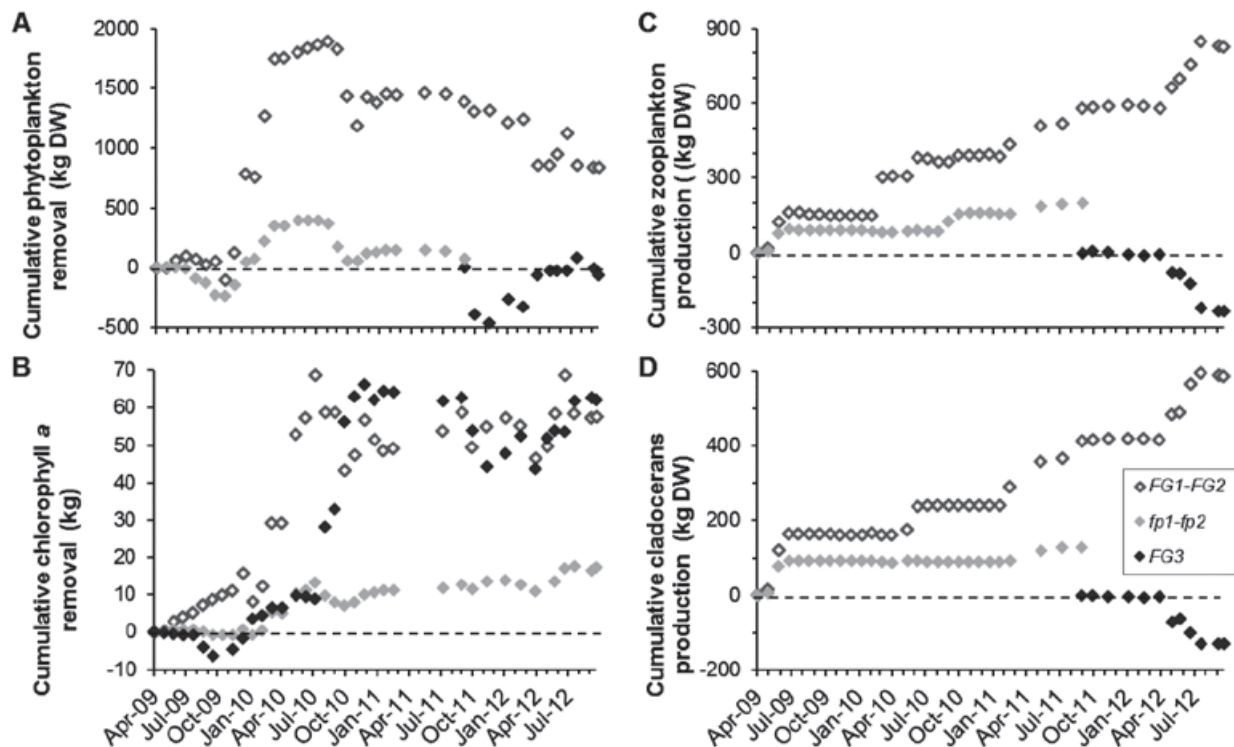 A
Cumulative phytoplankton
removal (kg DW)
2000
1500
1000
500
0
-500
B
Cumulative chlorophyll a
removal (kg)
70
60
50
40
30
20
10
0
-10
Apr-09
Jul-09
Oct-09
Jan-10
Apr-10
Jul-10
Oct-10
Jan-11
Apr-11
Jul-11
Oct-11
Jan-12
Apr-12
Jul-12
C
Cumulative zooplankton
production ( (kg DW)
900
600
300
0
-300
D
Cumulative cladocerans
production (kg DW)
600
400
200
0
-200
FG1-FG2
fp1-fp2
FG3
Apr-09
Jul-09
Oct-09
Jan-10
Apr-10
Jul-10
Oct-10
Jan-11
Apr-11
Jul-11
Oct-11
Jan-12
Apr-12
Jul-12